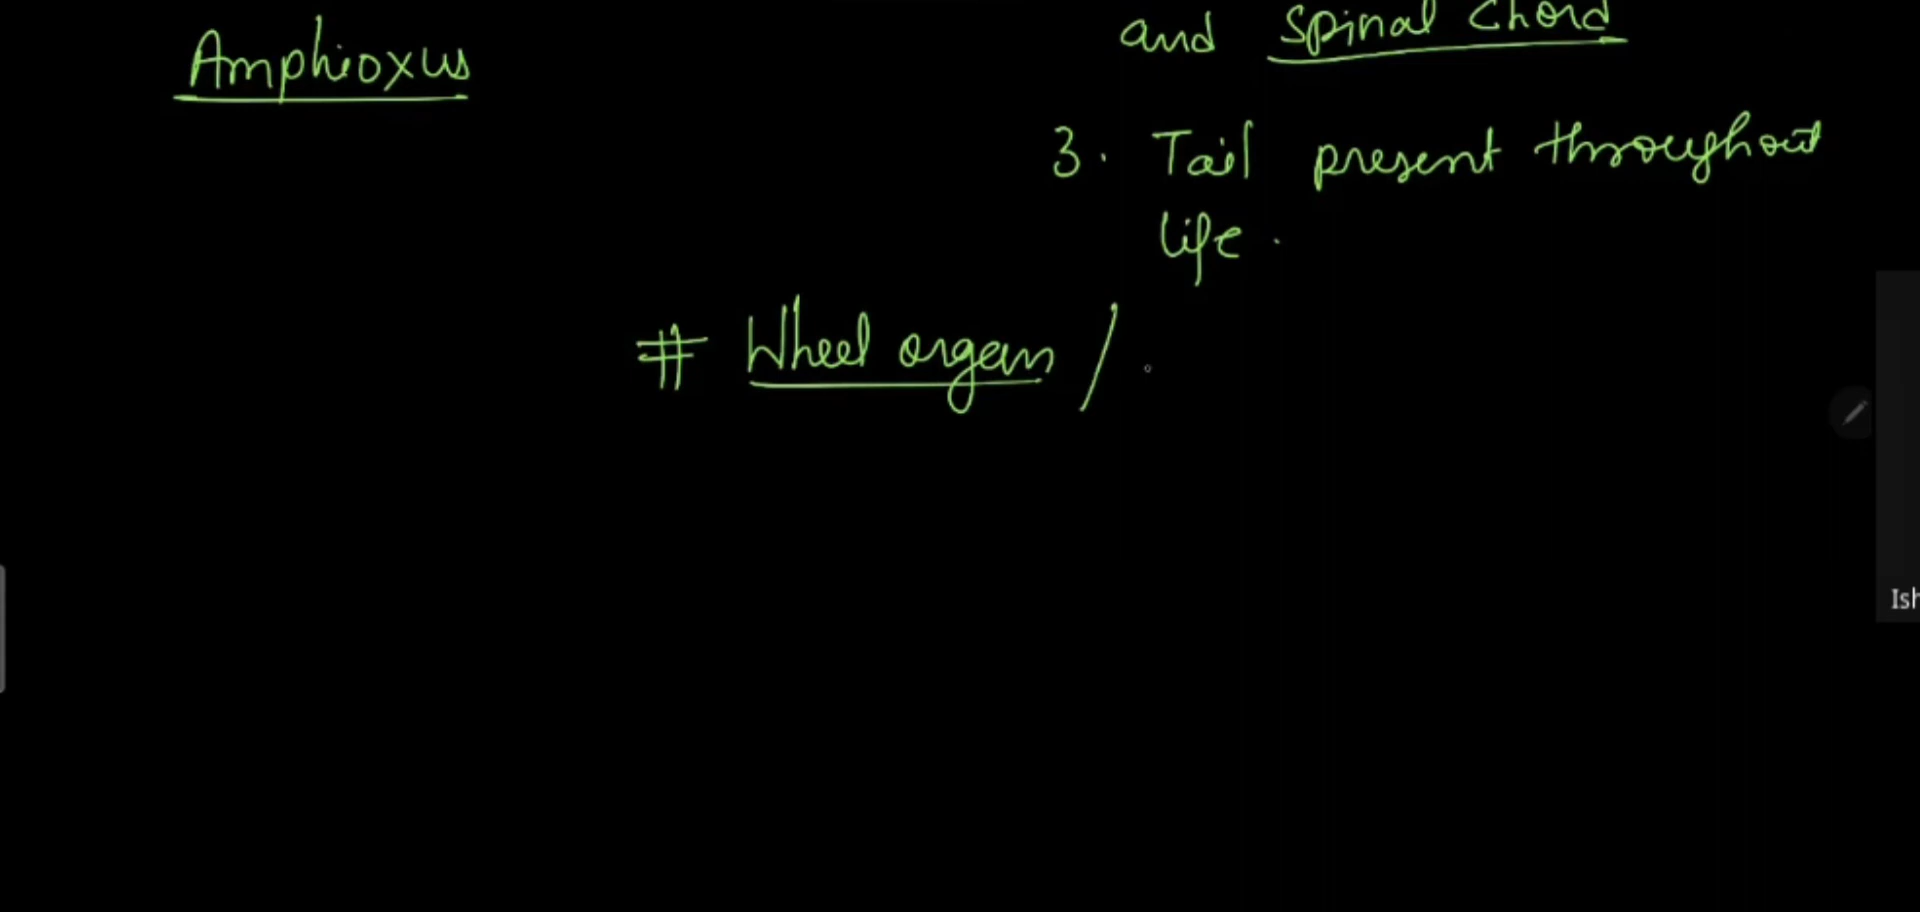 Amphioxus
and Spinal Chord
3. Tail present throughout
life.
# Wheel organ /
Ish